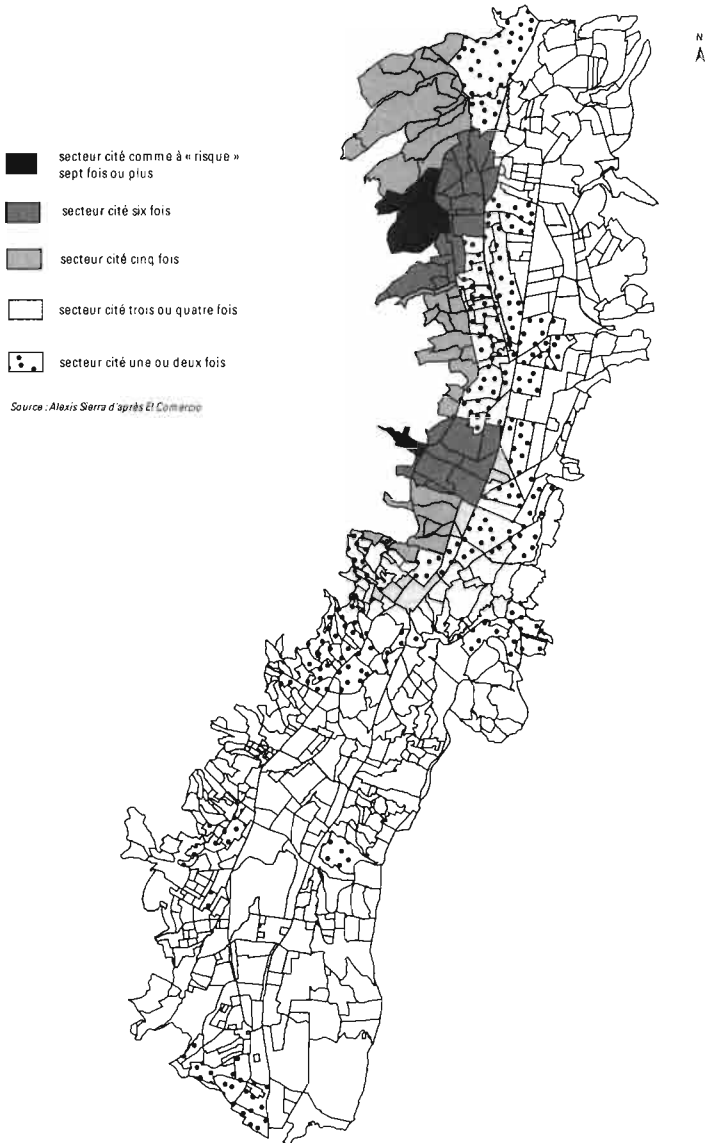 N
secteur cité comme à « risque »
sept fois ou plus
secteur cité six fois
secteur cité cinq fois
secteur cité trois ou quatre fois
secteur cité une ou deux fois
Source : Alexis Sierra d'après El Comercio